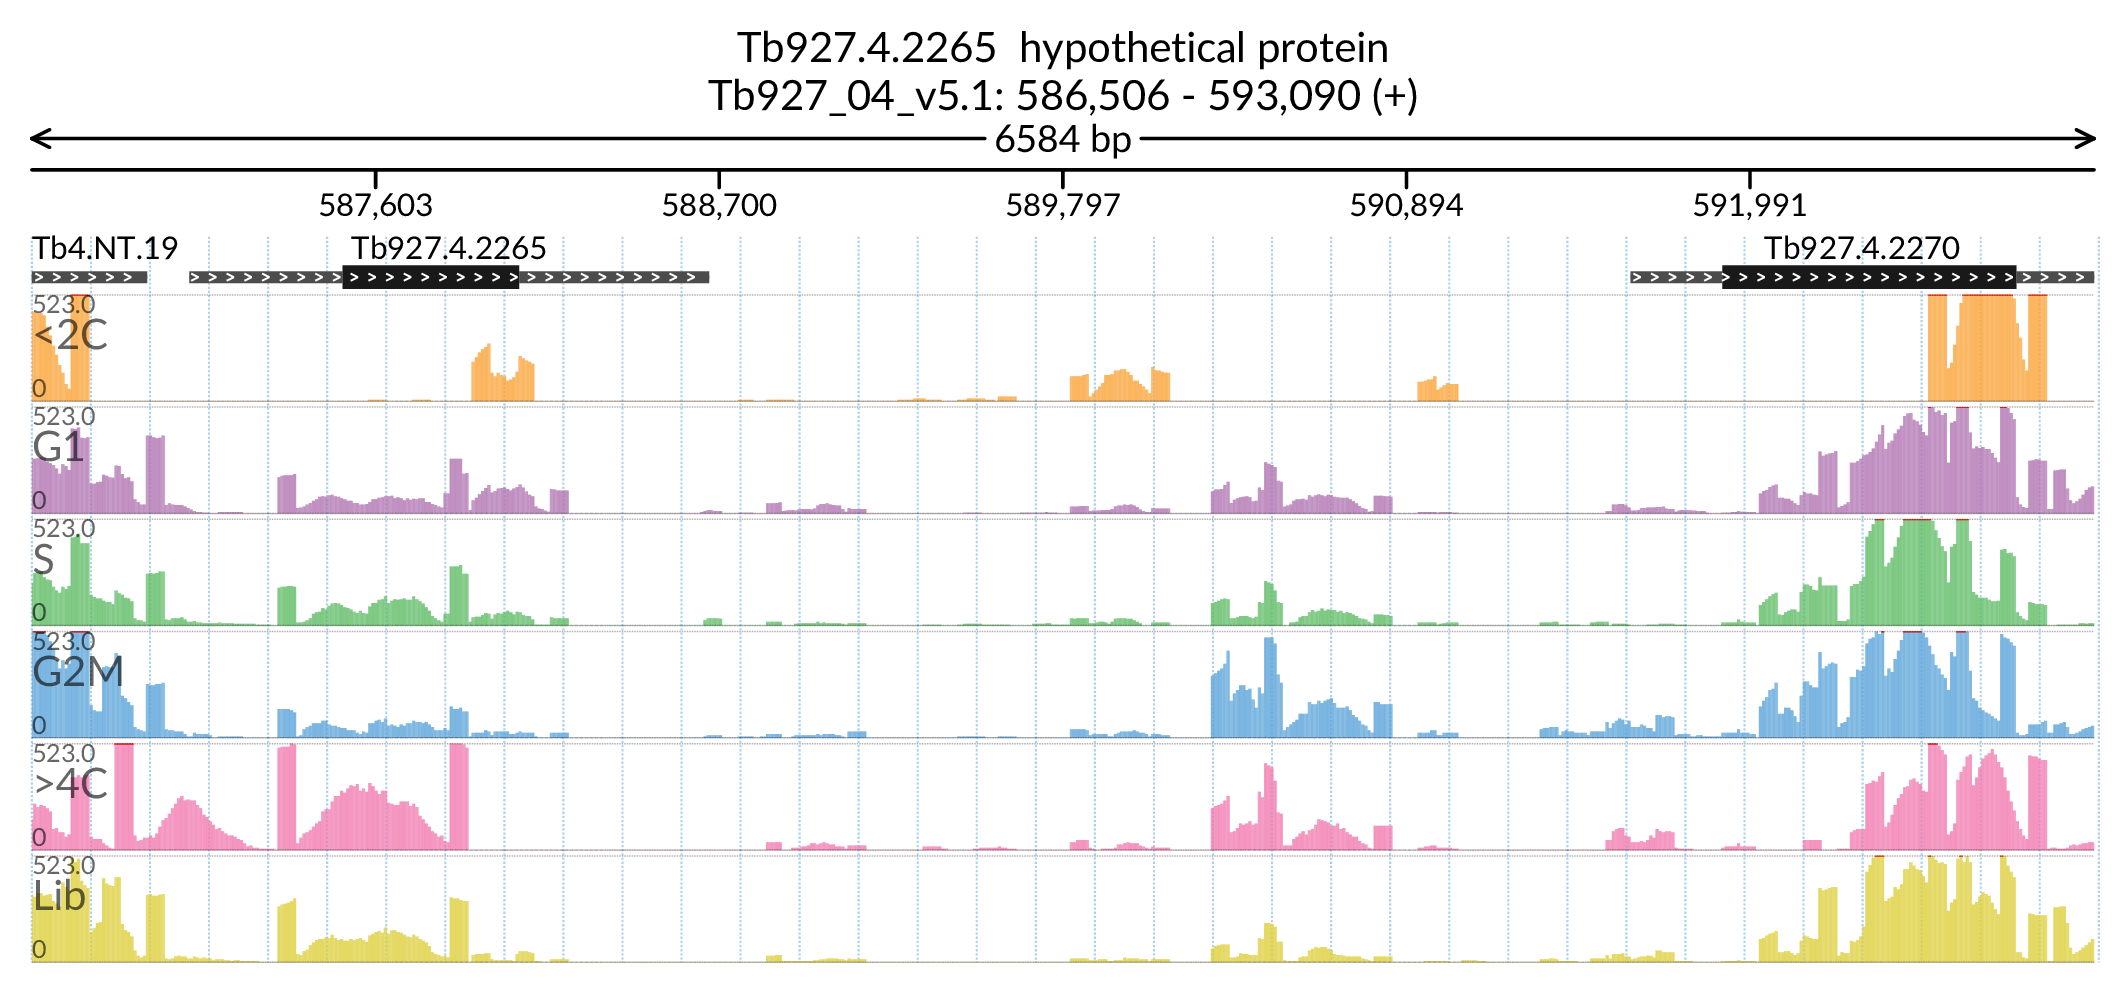 Tb927.4.2265  hypothetical protein
Tb927_04_v5.1: 586,506 - 593,090 (+)
6584 bp
587,603 588,700 589,797 590,894 591,991
Tb4.NT.19 Tb927.4.2265 Tb927.4.2270
523.0
<2C
0
523.0
G1
0
523.0
S
0
523.0
G2M
0
523.0
>4C
0
523.0
Lib
0